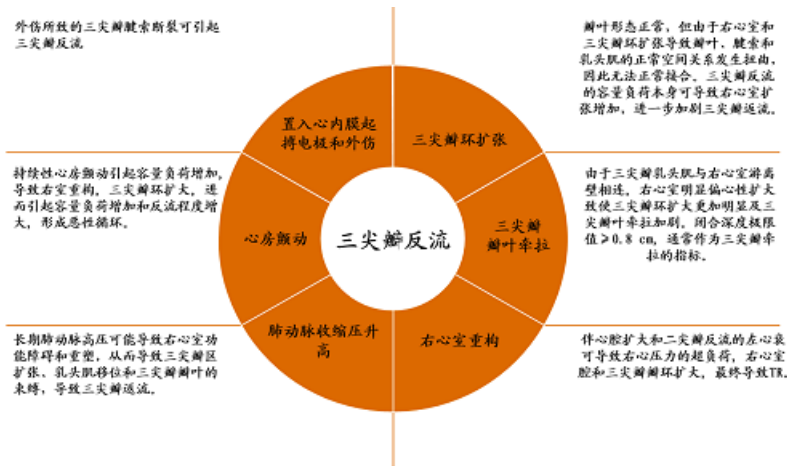 外伤所致的三尖瓣腱索断裂可引起
三尖瓣反流
瓣叶形态正常，但由于右心室和
三尖瓣环扩张导致瓣叶、腱索和
乳头肌的正常空间关系发生扭曲，
因此无法正常接合。三尖瓣反流
的容量负荷本身可导致右心室扩
张增加，进一步加剧三尖瓣返流。
置入心内膜起
搏电极和外伤
三尖瓣环扩张
持续性心房颤动引起容量负荷增加，
导致右室重构，三尖瓣环扩大，进
而引起容量负荷增加和反流程度增
大，形成恶性循环。
由于三尖瓣乳头肌与右心室游离
壁相连，右心室明显偏心性扩大
致使三尖瓣环扩大更加明显及三
尖瓣叶牵拉加剧。闭合深度极限
值≥0.8 cm，通常作为三尖瓣牵
拉的指标。
心房颤动
三尖瓣反流
三尖瓣
瓣叶牵拉
长期肺动脉高压可能导致右心室功
能障碍和重塑，从而导致三尖瓣区
扩张、乳头肌移位和三尖瓣瓣叶的
束缚，导致三尖瓣返流。
肺动脉收缩压升
高
右心室重构
伴心腔扩大和二尖瓣反流的左心衰
可导致右心压力的超负荷，右心室
腔和三尖瓣瓣环扩大，最终导致TR。